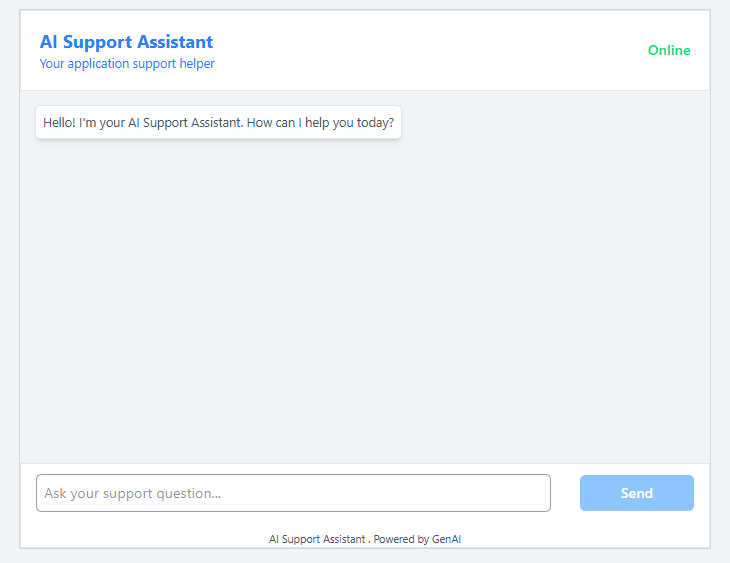 AI Support Assistant
Your application support helper
Online
Hello! I'm your AI Support Assistant. How can I help you today?
Ask your support question...
Send
AI Support Assistant . Powered by GenAI